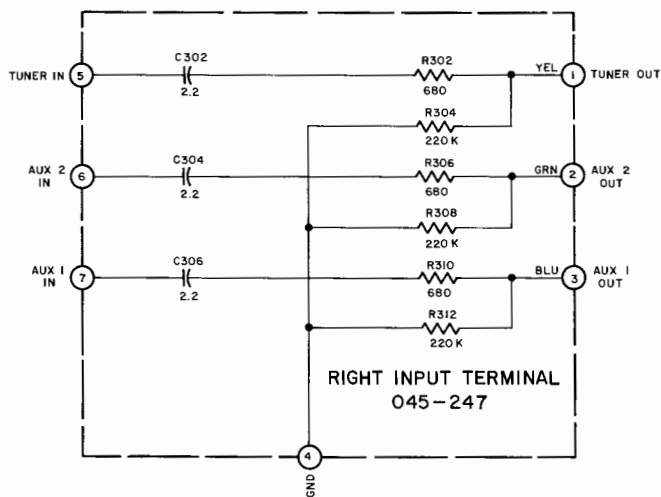 C302
R302
5
TUNER IN
2.2
680
YEL
1
TUNER OUT
R304
220 K
C304
R306
AUX 2
IN
6
2.2
680
GRN
2
AUX 2
OUT
R308
220 K
C306
R310
AUX 1
IN
7
2.2
680
BLU
3
AUX 1
OUT
R312
220 K
RIGHT INPUT TERMINAL
045-247
4
GND